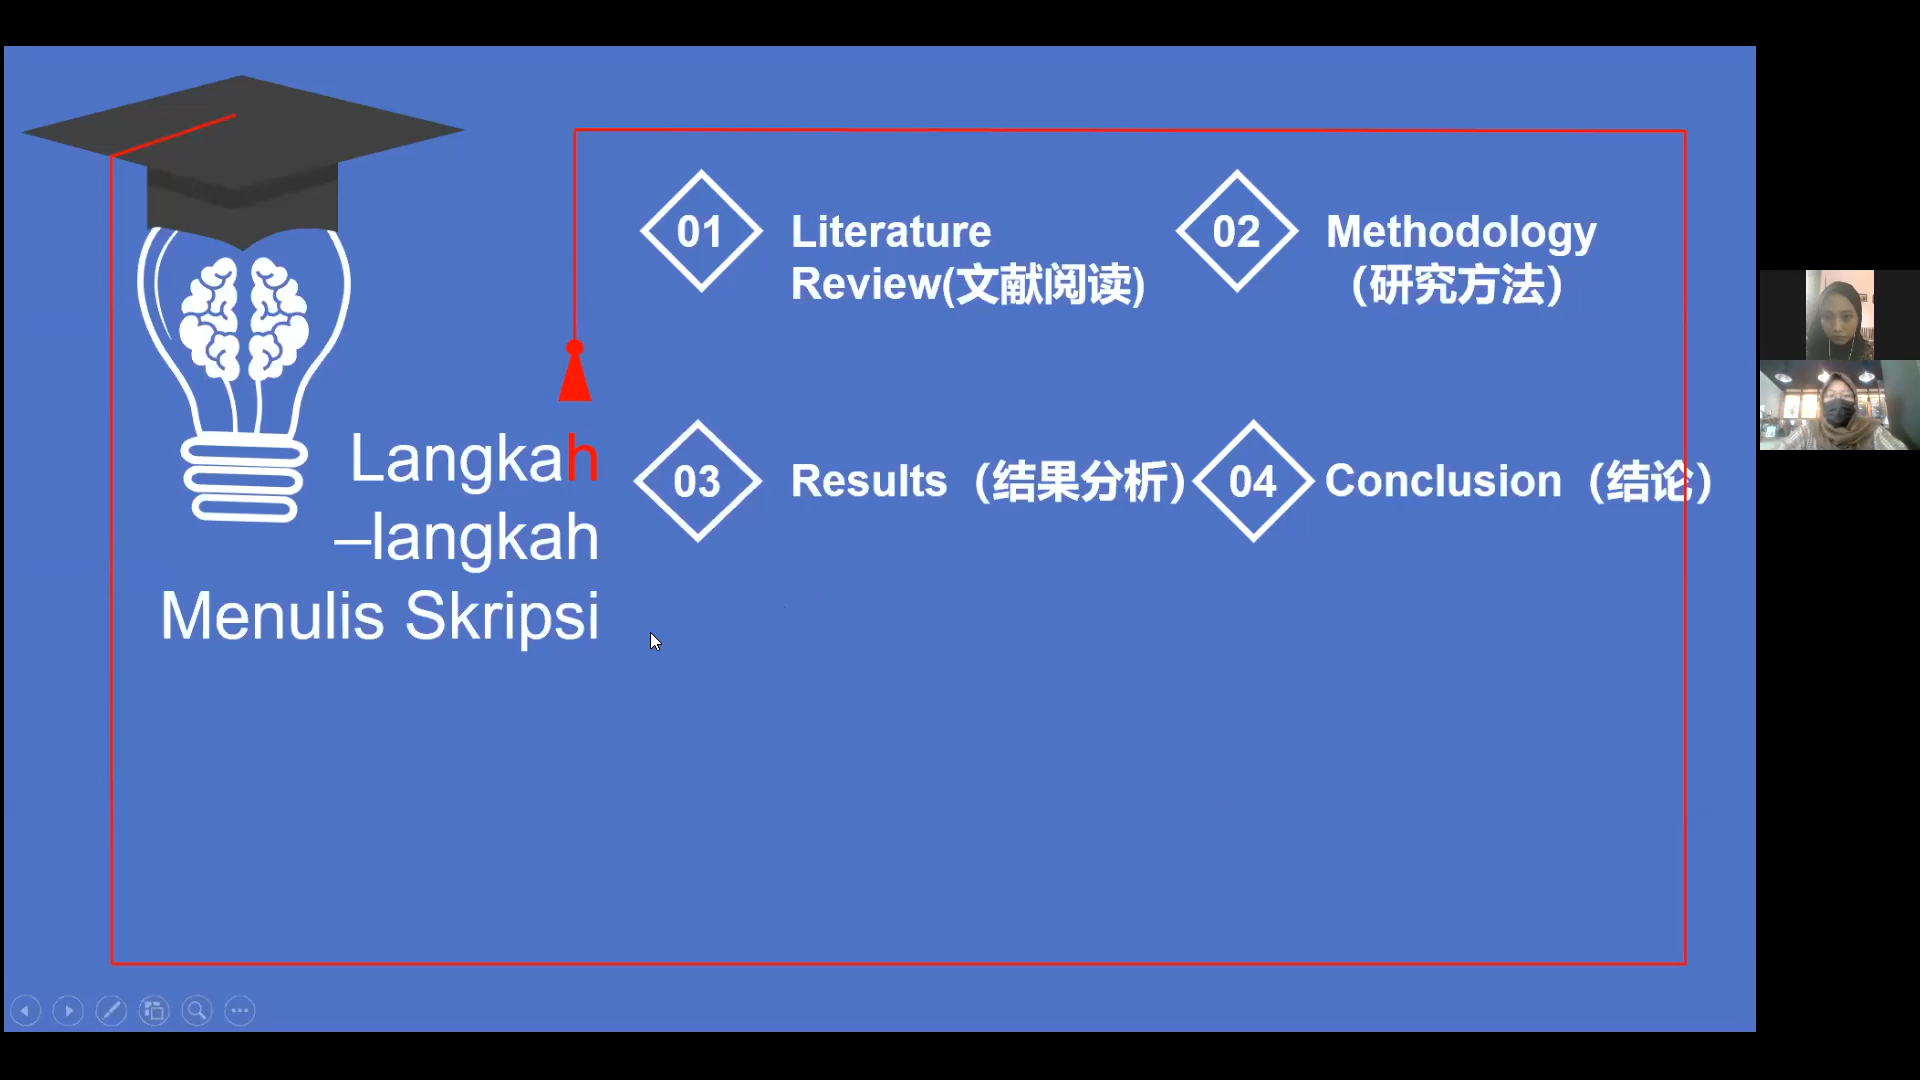 Langkah
–langkah
Menulis Skripsi
01
Literature
Review(文献阅读)
02
Methodology
（研究方法）
03
Results（结果分析）
04
Conclusion（结论）